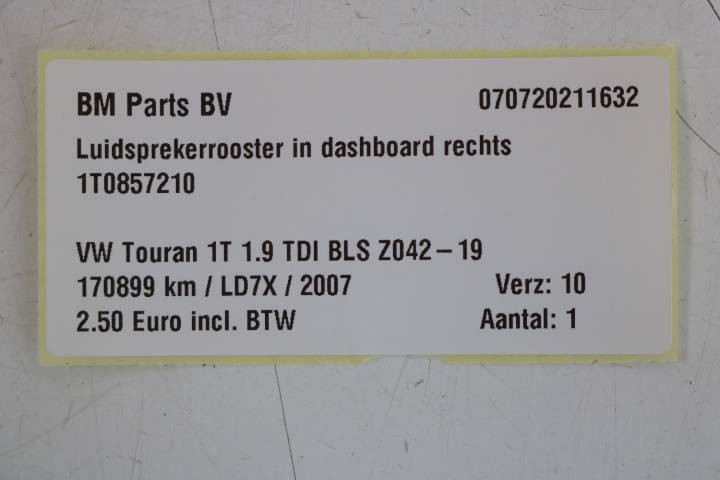 BM Parts BV 070720211632
Luidsprekerrooster in dashboard rechts
1T0857210
VW Touran 1T 1.9 TDI BLS Z042-19
170899 km / LD7X / 2007 Verz: 10
2.50 Euro incl. BTW Aantal: 1